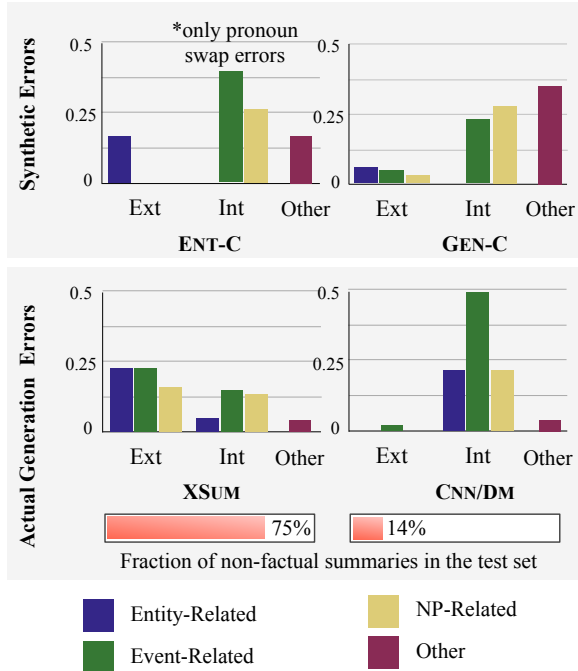 Synthetic Errors
*only pronoun
swap errors
0.5
0.25
0
Ext Int Other
ENT-C
0.5
0.25
0
Ext Int Other
GEN-C
Actual Generation Errors
0.5
0.25
0
Ext Int Other
XSUM
0.5
0.25
0
Ext Int Other
CNN/DM
75%
14%
Fraction of non-factual summaries in the test set
Entity-Related
Event-Related
NP-Related
Other